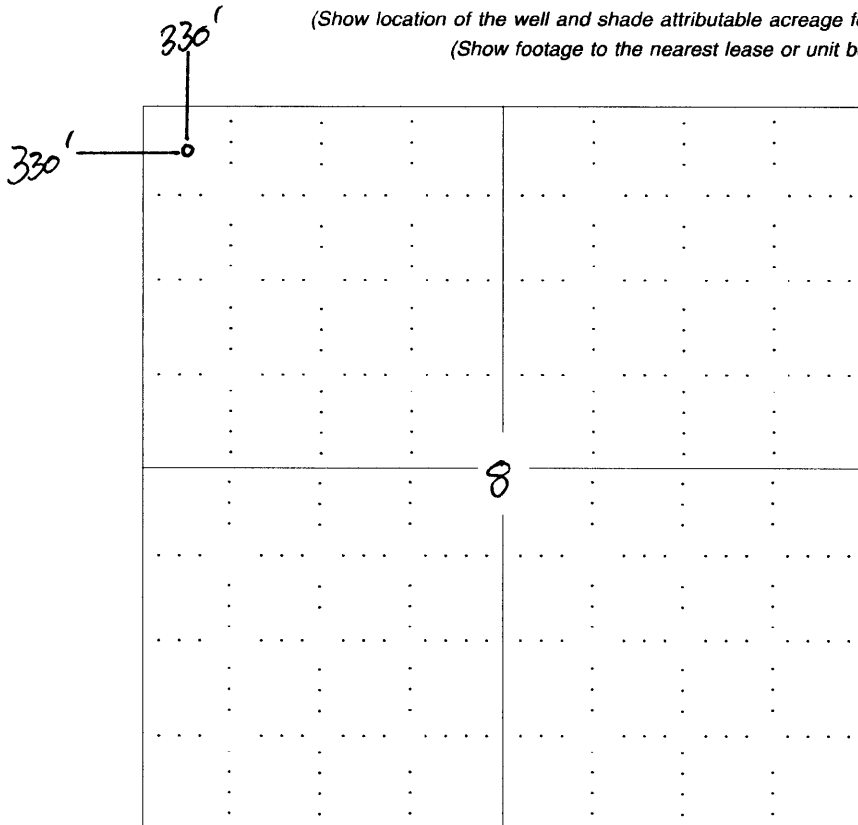 (Show location of the well and shade attributable acreage f
(Show footage to the nearest lease or unit b
330'
330'
8